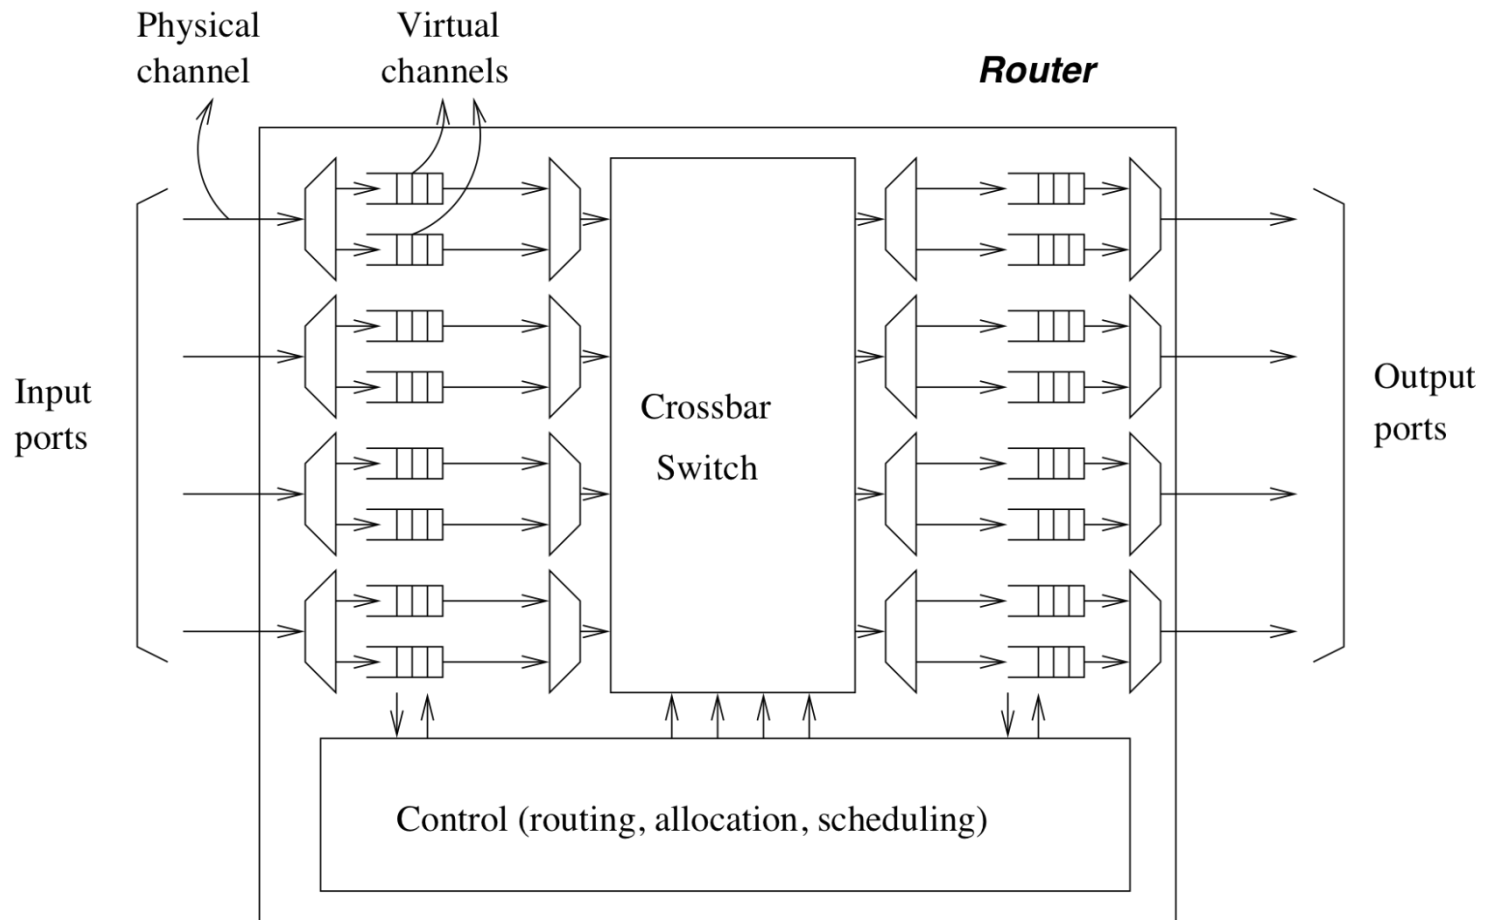 Physical
channel
Virtual
channels
Router
Input
ports
Crossbar
Switch
Output
ports
Control (routing, allocation, scheduling)